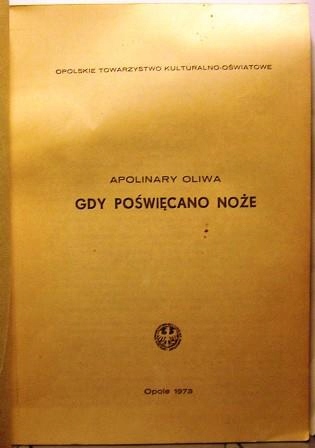 OPOLSKIE TOWARZYSTWO KULTURALNO-OŚWIATOWE
APOLINARY OLIWA
GDY POŚWIĘCANO NOŻE
Opole 1973